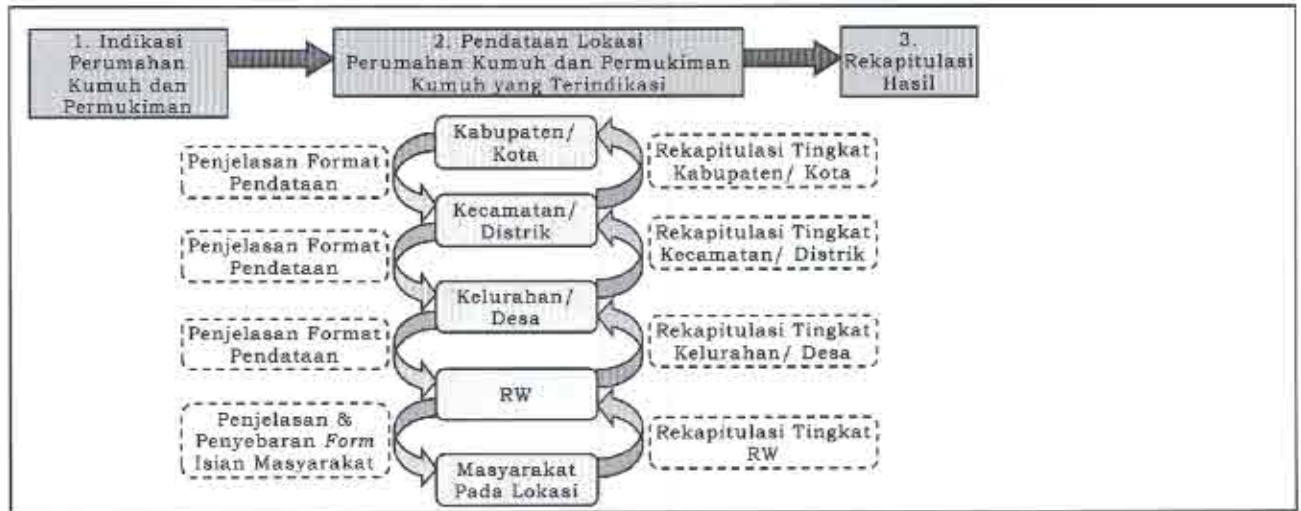 1. Indikasi
Perumahan
Kumuh dan
Permukiman
2. Pendataan Lokasi
Perumahan Kumuh dan Permukiman
Kumuh yang Terindikasi
3.
Rekapitulasi
Hasil
Kabupaten/
Kota
Penjelasan Format
Pendataan
Rekapitulasi Tingkat
Kabupaten/ Kota
Kecamatan/
Distrik
Penjelasan Format
Pendataan
Rekapitulasi Tingkat
Kecamatan/ Distrik
Kelurahan/
Desa
Penjelasan Format
Pendataan
Rekapitulasi Tingkat
Kelurahan/ Desa
RW
Penjelasan &
Penyebaran Form
Isian Masyarakat
Rekapitulasi Tingkat
RW
Masyarakat
Pada Lokasi